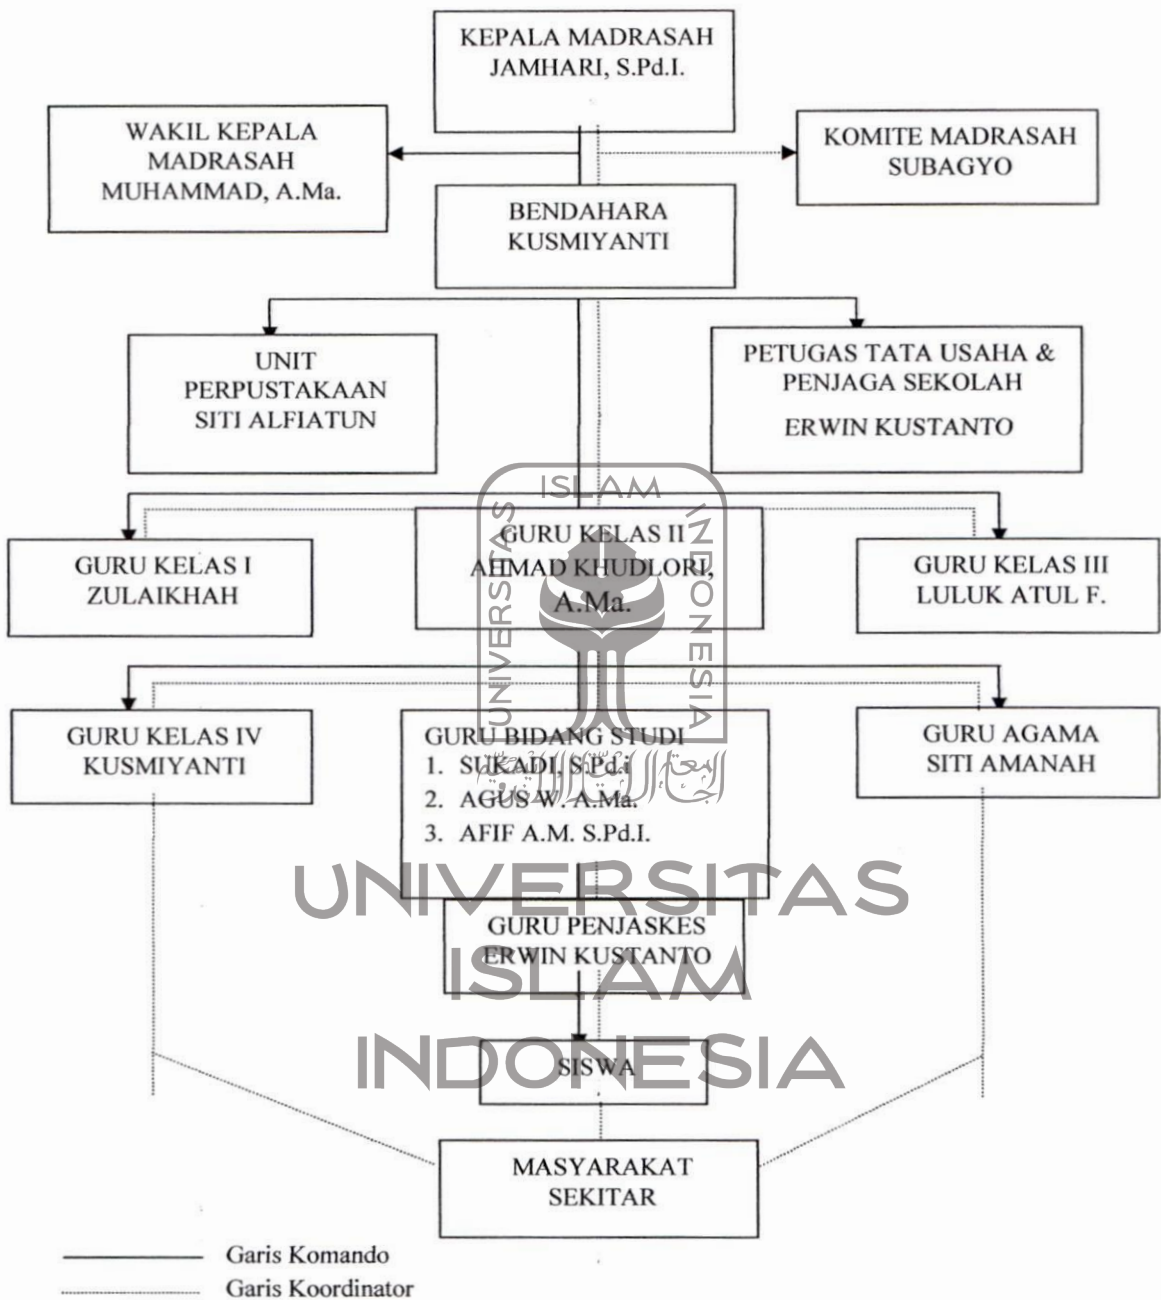 KEPALA MADRASAH
JAMHARI, S.Pd.I.
WAKIL KEPALA
MADRASAH
MUHAMMAD, A.Ma.
KOMITE MADRASAH
SUBAGYO
BENDAHARA
KUSMIYANTI
UNIT
PERPUSTAKAAN
SITI ALFIATUN
PETUGAS TATA USAHA &
PENJAGA SEKOLAH
ERWIN KUSTANTO
GURU KELAS I
ZULAIKHAH
GURU KELAS II
AHMAD KHUDLORI,
A.Ma.
GURU KELAS III
LULUK ATUL F.
GURU KELAS IV
KUSMIYANTI
GURU BIDANG STUDI
1. SUKADI, S.Pd.i
2. AGUS W. A.Ma.
3. AFIF A.M. S.Pd.I.
GURU AGAMA
SITI AMANAH
GURU PENJASKES
ERWIN KUSTANTO
SISWA
MASYARAKAT
SEKITAR
Garis Komando
Garis Koordinator
UNIVERSITAS
ISLAM
INDONESIA
UNIVERSITAS
ISLAM
INDONESIA